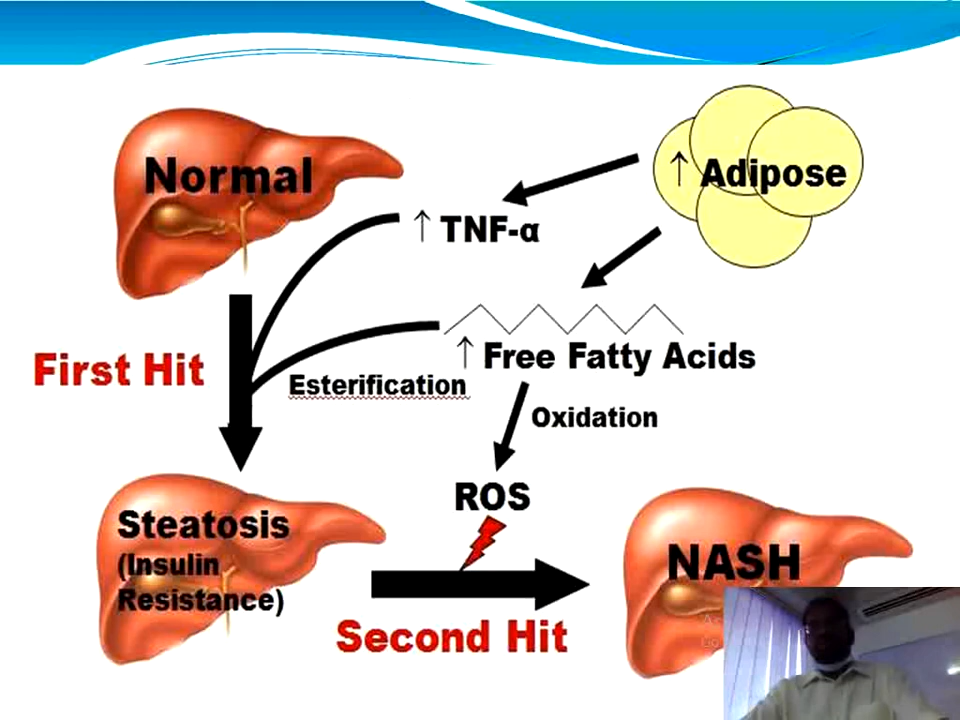 Normal
↑ Adipose
↑ TNF-α
↑ Free Fatty Acids
First Hit
Esterification
Oxidation
ROS
Steatosis
(Insulin
Resistance)
NASH
Second Hit